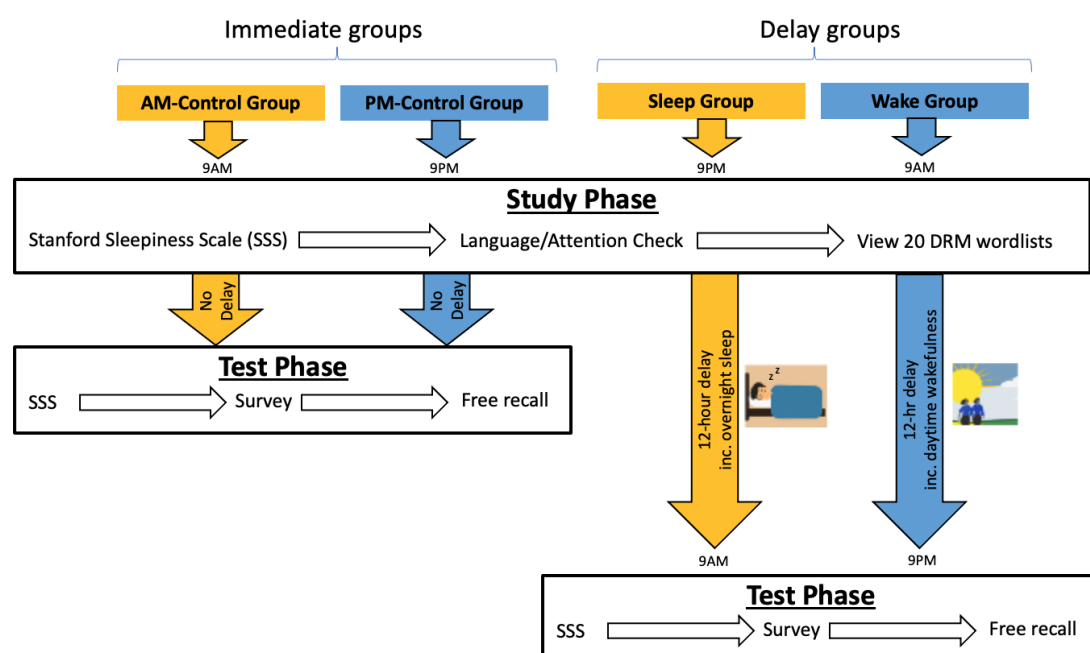 Immediate groups
Delay groups
AM-Control Group
PM-Control Group
Sleep Group
Wake Group
9AM
9PM
9PM
9AM
Study Phase
Stanford Sleepiness Scale (SSS)
Language/Attention Check
View 20 DRM wordlists
No
Delay
No
Delay
12-hour delay
inc. overnight sleep
z z
12-hr delay
inc. daytime wakefulness
Test Phase
SSS
Survey
Free recall
9AM
9PM
Test Phase
SSS
Survey
Free recall